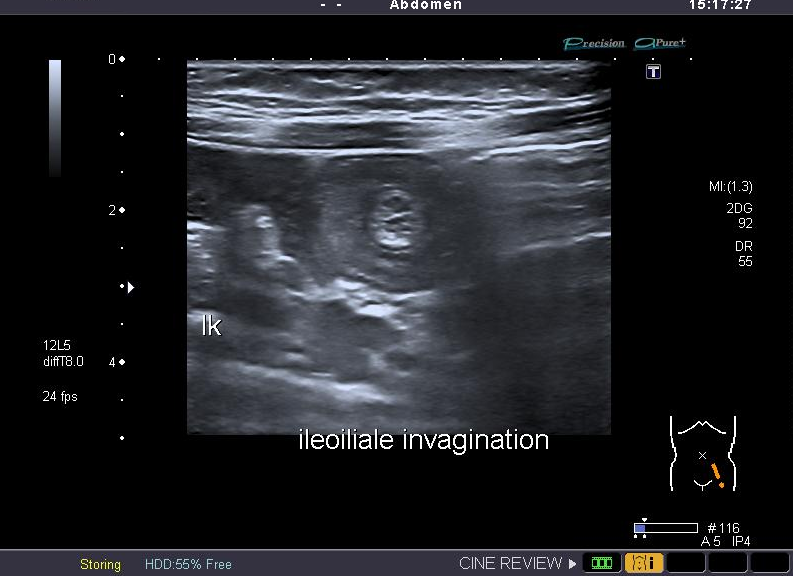 - - Abdomen 15:17:27
Precision APure+
T
0
2
4
MI:(1.3)
2DG
92
DR
55
lk
12L5
diffT8.0
24 fps
ileoiliale invagination
#116
A 5 IP4
Storing HDD:55% Free CINE REVIEW
i